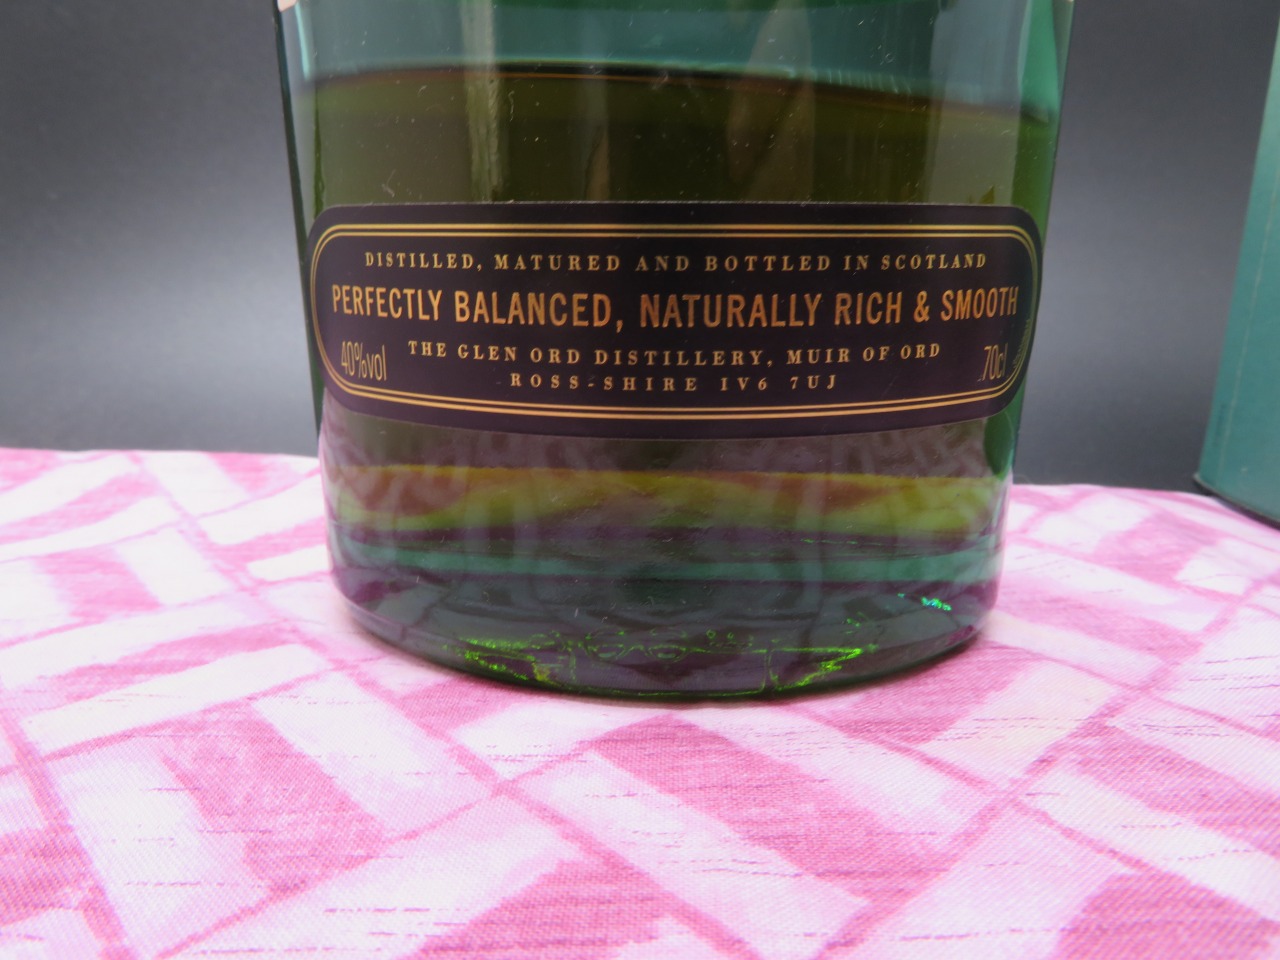 DISTILLED, MATURED AND BOTTLED IN SCOTLAND
PERFECTLY BALANCED, NATURALLY RICH & SMOOTH
THE GLEN ORD DISTILLERY, MUIR OF ORD
40%vol
70cl
ROSS-SHIRE IV6 7UJ